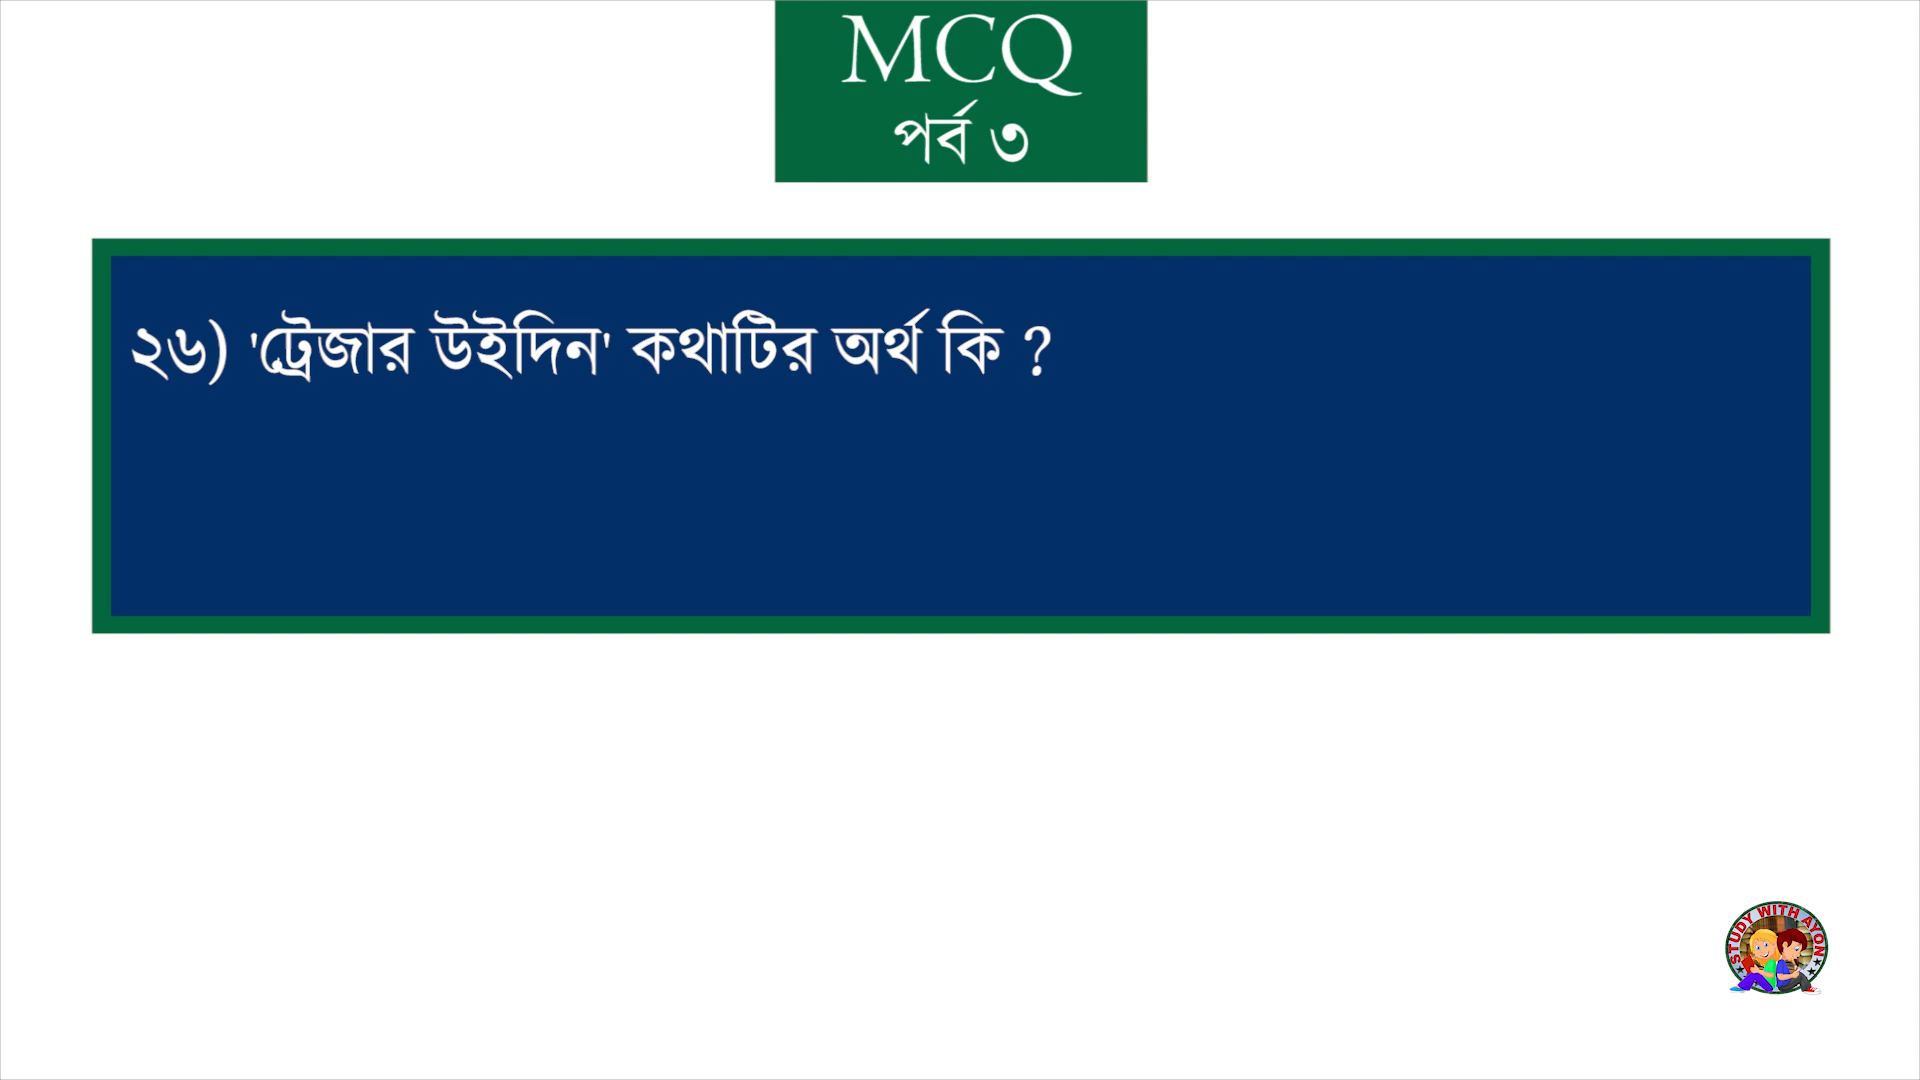 MCQ
পর্ব ৩
২৬) 'ট্রেজার উইদিন' কথাটির অর্থ কি ?
STUDY WITH AYON